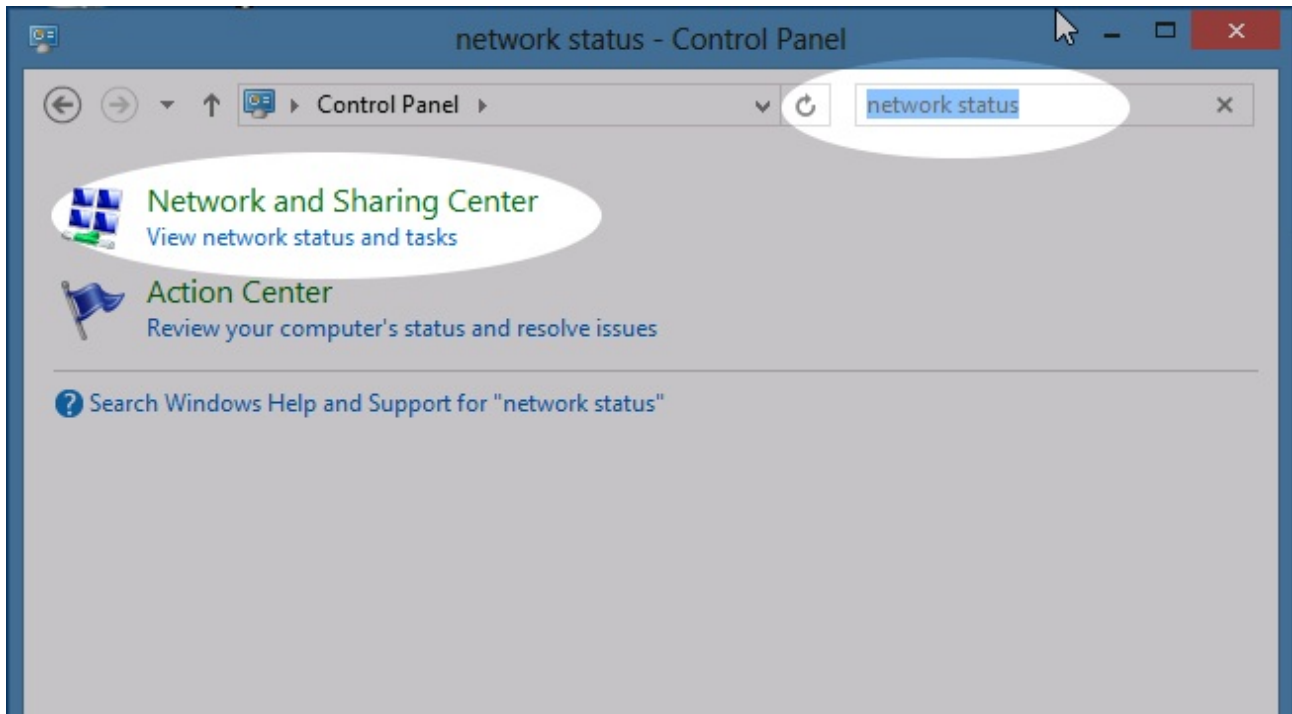 network status - Control Panel
Control Panel
network status
Network and Sharing Center
View network status and tasks
Action Center
Review your computer's status and resolve issues
Search Windows Help and Support for "network status"